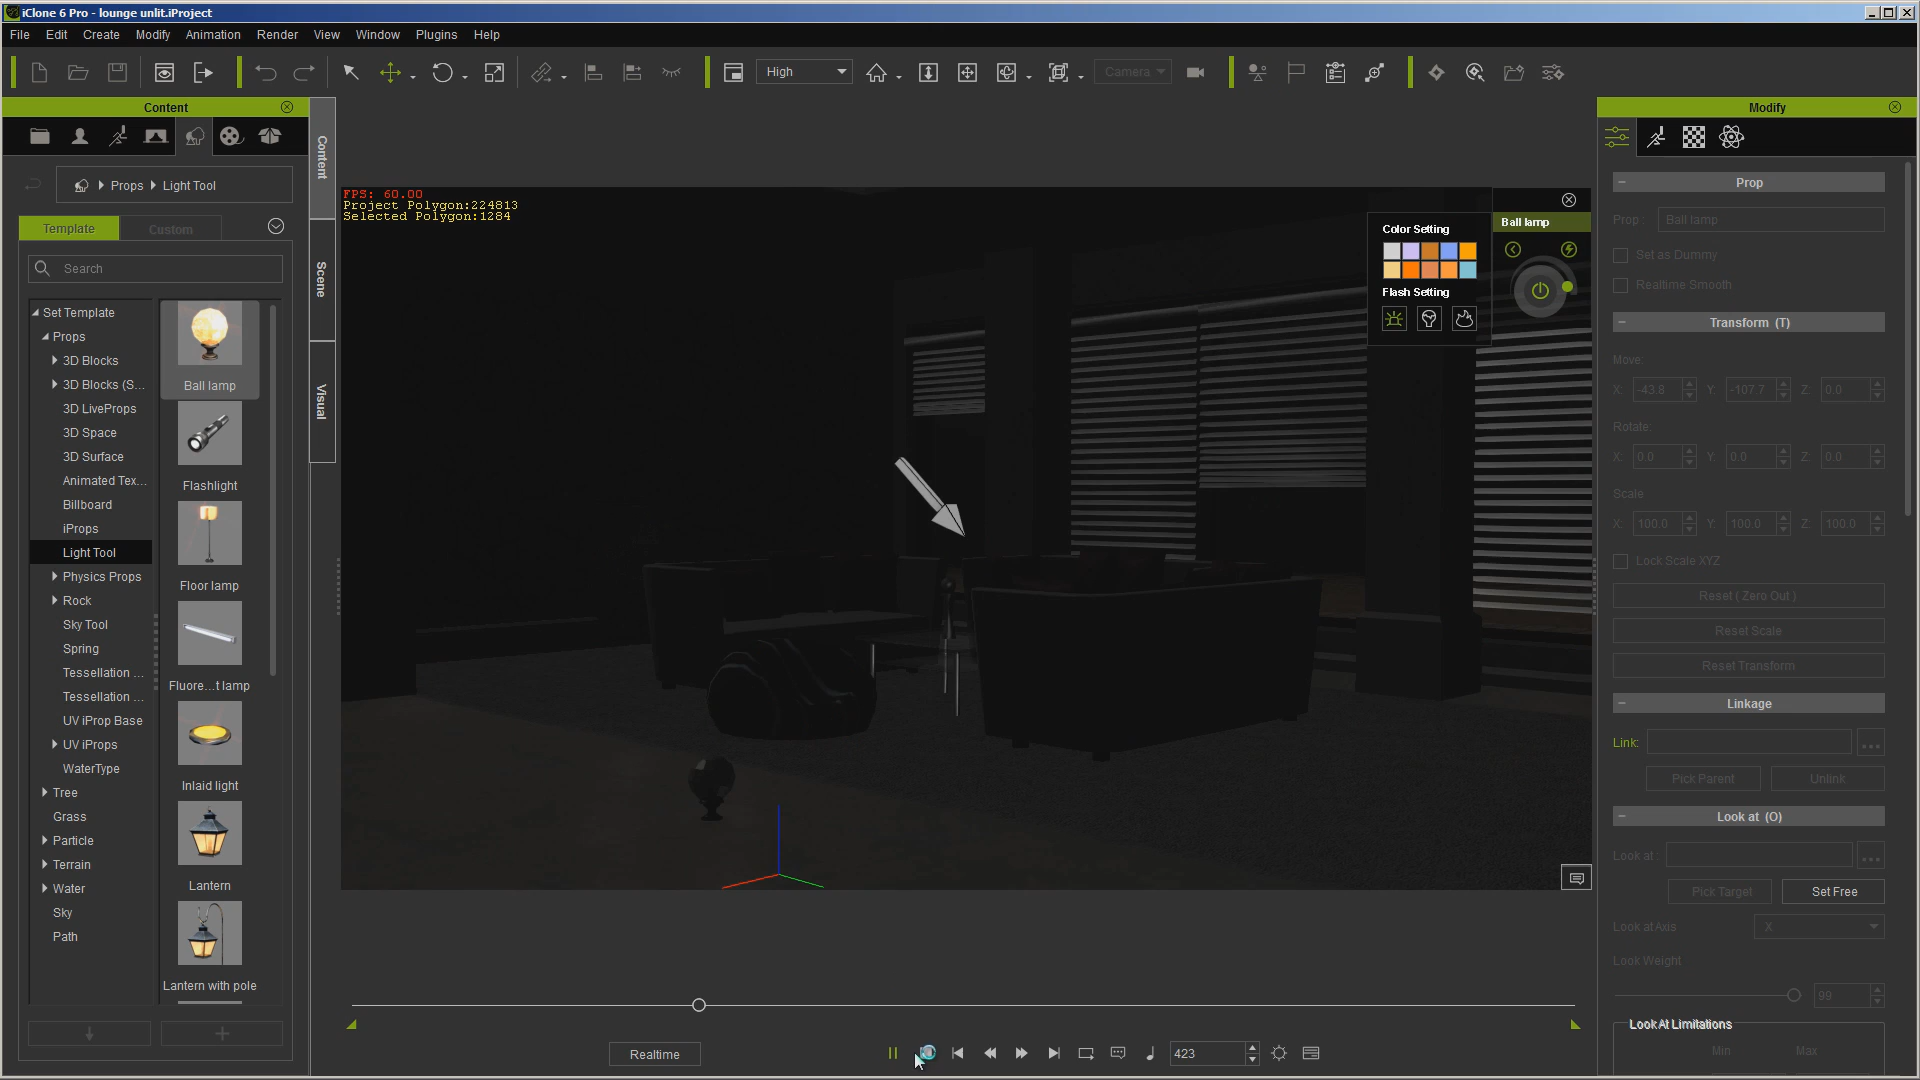 iClone 6 Pro - lounge unlit.iProject
File Edit Create Modify Animation Render View Window Plugins Help
High
Camera
Content
Props Light Tool
Template Custom
Search
Set Template
Props
3D Blocks
3D Blocks (S...
3D LiveProps
3D Space
3D Surface
Animated Tex...
Billboard
iProps
Light Tool
Physics Props
Rock
Sky Tool
Spring
Tessellation ...
Tessellation ...
UV iProp Base
UV iProps
WaterType
Tree
Grass
Particle
Terrain
Water
Sky
Path
Ball lamp
Flashlight
Floor lamp
Fluore...t lamp
Inlaid light
Lantern
Lantern with pole
Content
Scene
Visual
FPS: 60.00
Project Polygon:224813
Selected Polygon:1284
Color Setting
Flash Setting
Ball lamp
Realtime
423
Modify
Prop
Prop : Ball lamp
Set as Dummy
Realtime Smooth
Transform (T)
Move:
X: -43.8 Y: -107.7 Z: 0.0
Rotate:
X: 0.0 Y: 0.0 Z: 0.0
Scale
X: 100.0 Y: 100.0 Z: 100.0
Lock Scale XYZ
Reset ( Zero Out )
Reset Scale
Reset Transform
Linkage
Link: ...
Pick Parent Unlink
Look at (O)
Look at : ...
Pick Target Set Free
Look at Axis X
Look Weight
99
Look At Limitations
Min Max